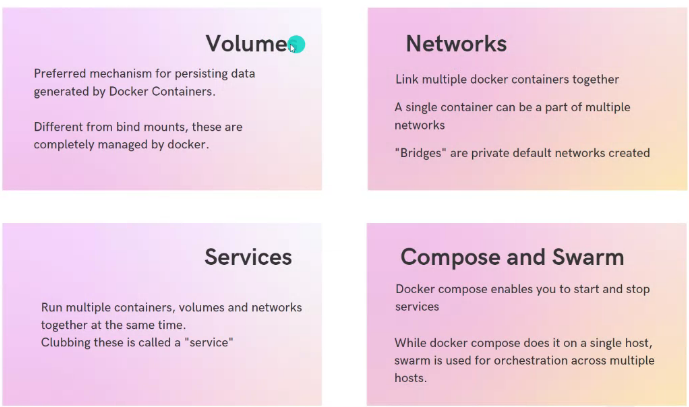 Volumes
Preferred mechanism for persisting data
generated by Docker Containers.
Different from bind mounts, these are
completely managed by docker.
Networks
Link multiple docker containers together
A single container can be a part of multiple
networks
"Bridges" are private default networks created
Services
Run multiple containers, volumes and networks
together at the same time.
Clubbing these is called a "service"
Compose and Swarm
Docker compose enables you to start and stop
services
While docker compose does it on a single host,
swarm is used for orchestration across multiple
hosts.